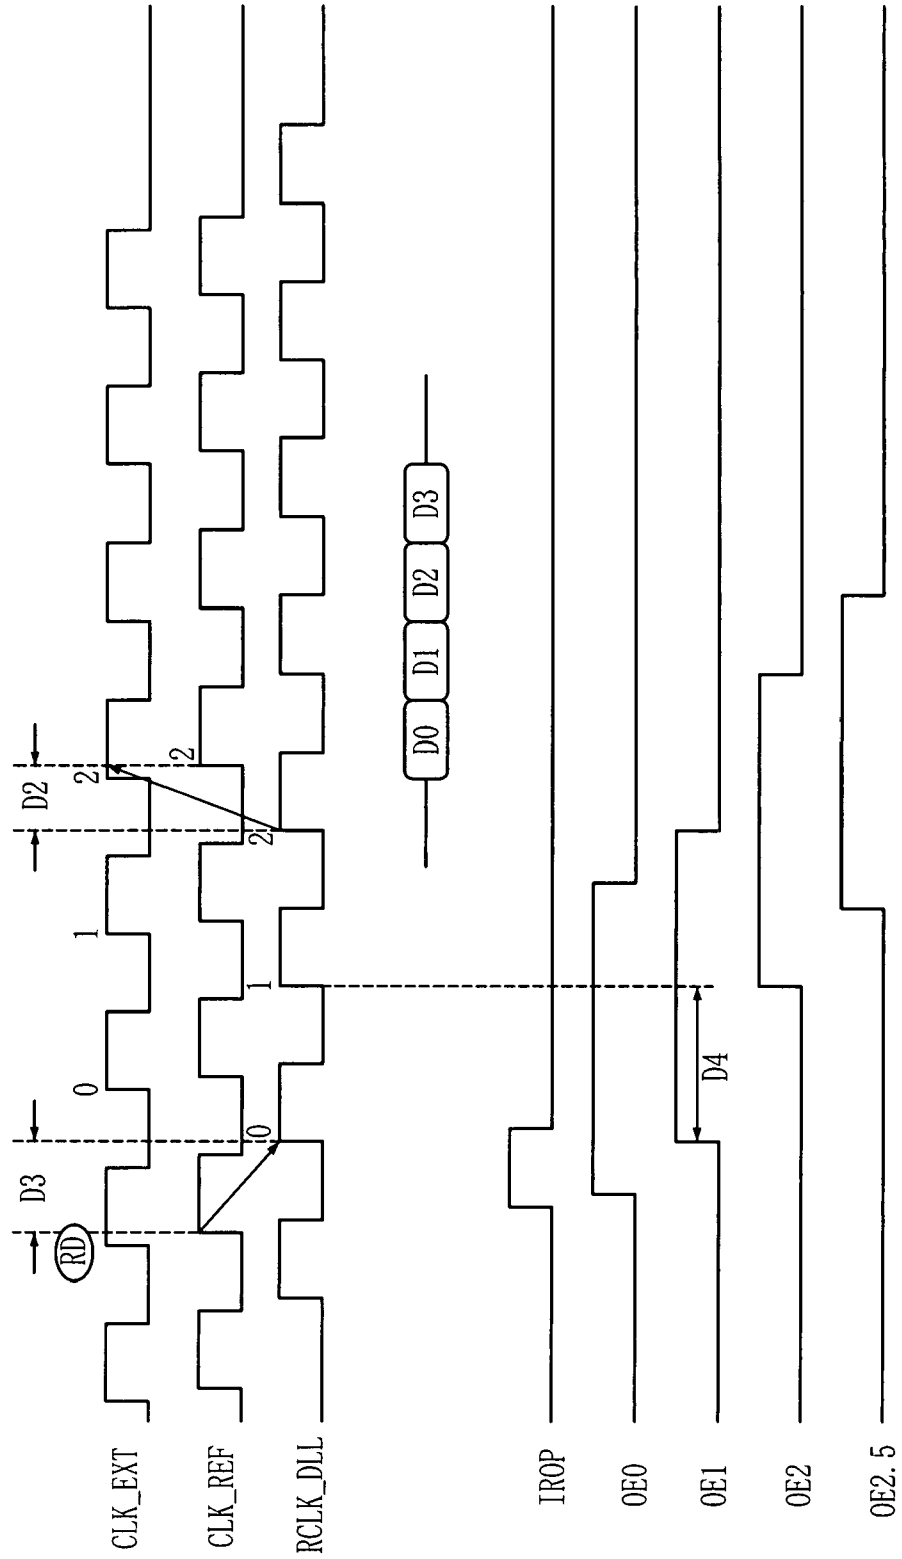 RD
D3
D2
CLK_EXT
0
1
2
CLK_REF
2
RCLK_DLL
0
1
2
D0
D1
D2
D3
IROP
OE0
OE1
D4
OE2
OE2.5